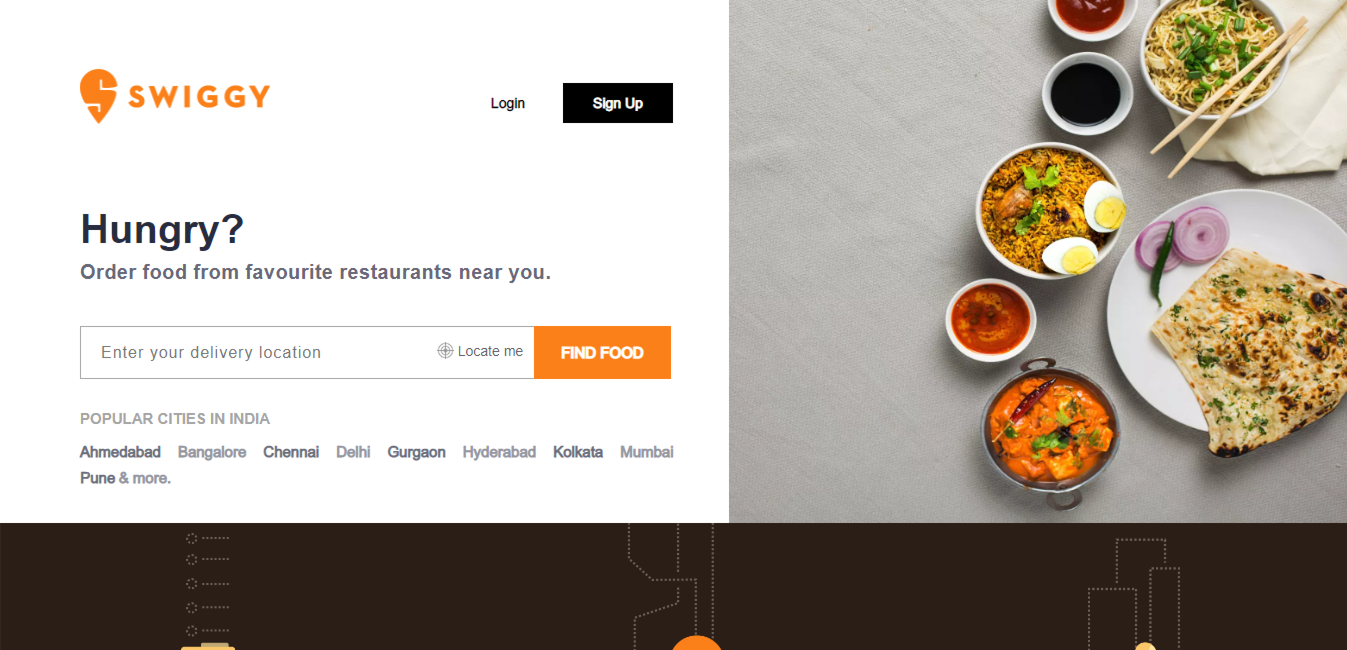 SWIGGY
Login
Sign Up
Hungry?
Order food from favourite restaurants near you.
Enter your delivery location
Locate me
FIND FOOD
POPULAR CITIES IN INDIA
Ahmedabad Bangalore Chennai Delhi Gurgaon Hyderabad Kolkata Mumbai
Pune & more.